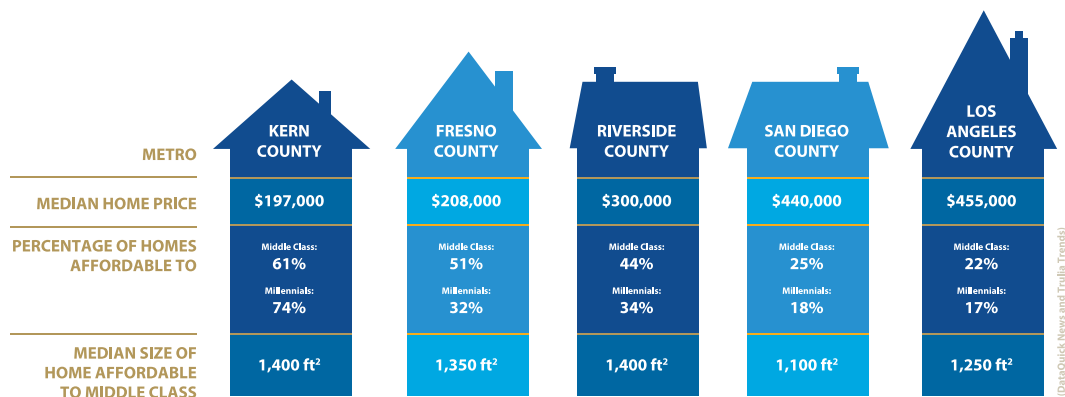 METRO
KERN
COUNTY
FRESNO
COUNTY
RIVERSIDE
COUNTY
SAN DIEGO
COUNTY
LOS
ANGELES
COUNTY
MEDIAN HOME PRICE
$197,000
$208,000
$300,000
$440,000
$455,000
PERCENTAGE OF HOMES
AFFORDABLE TO
Middle Class:
61%
Millennials:
74%
Middle Class:
51%
Millennials:
32%
Middle Class:
44%
Millennials:
34%
Middle Class:
25%
Millennials:
18%
Middle Class:
22%
Millennials:
17%
MEDIAN SIZE OF
HOME AFFORDABLE
TO MIDDLE CLASS
1,400 ft²
1,350 ft²
1,400 ft²
1,100 ft²
1,250 ft²
(DataQuick News and Trulia Trends)